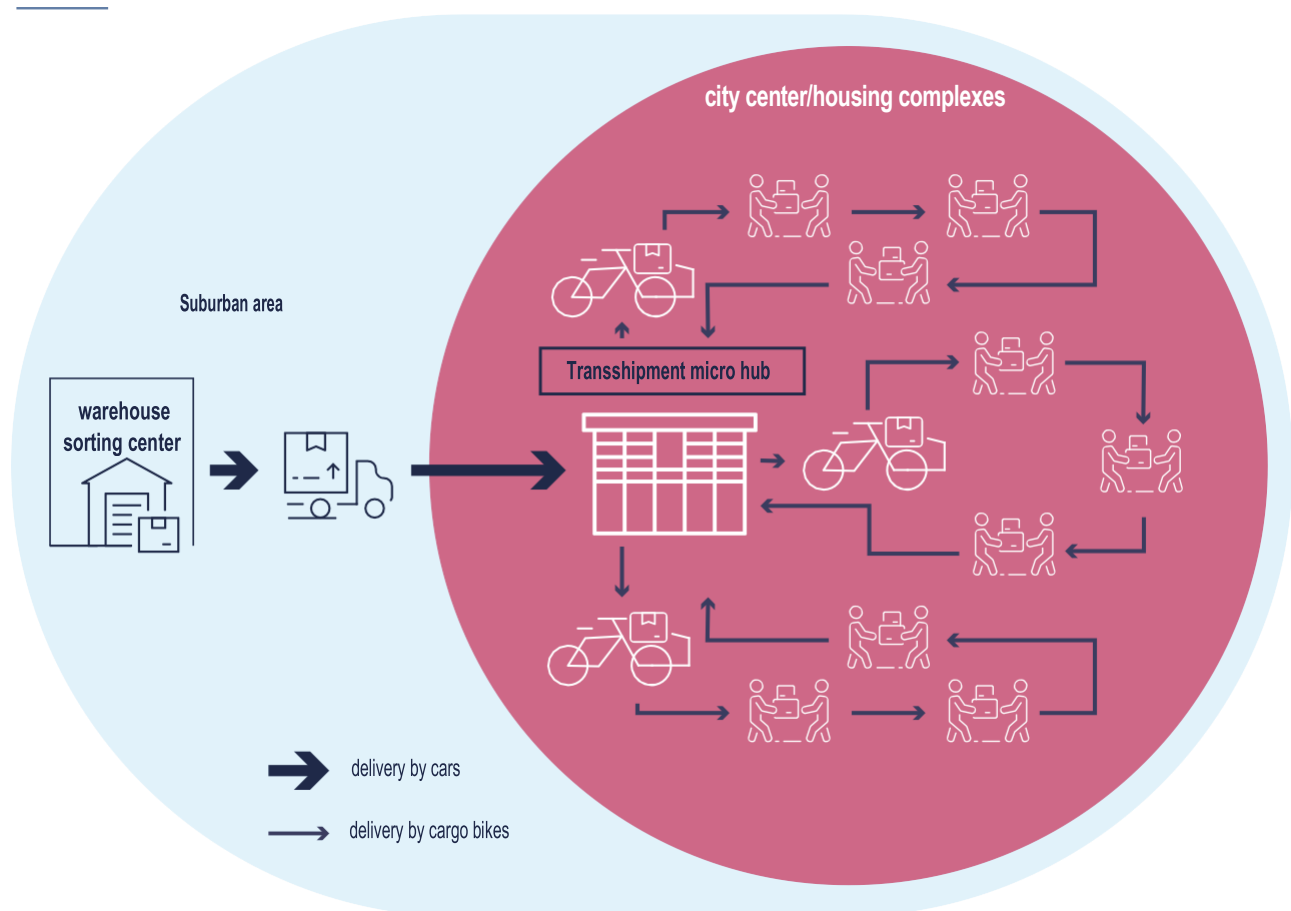 city center/housing complexes
Suburban area
Transshipment micro hub
warehouse
sorting center
delivery by cars
delivery by cargo bikes